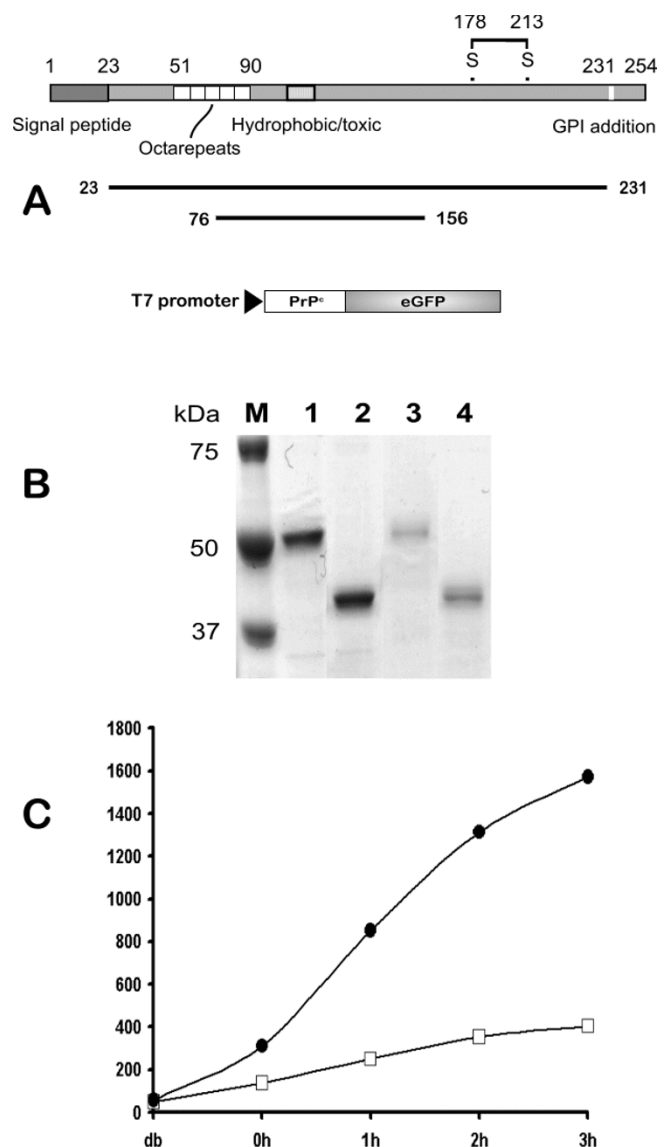 178 213
S S
1 23 51 90 231 254
Signal peptide Hydrophobic/toxic GPI addition
Octarepeats
A
23 231
76 156
T7 promoter PrPᶜ eGFP
B
kDa M 1 2 3 4
75
50
37
C
1800
1600
1400
1200
1000
800
600
400
200
0
db 0h 1h 2h 3h